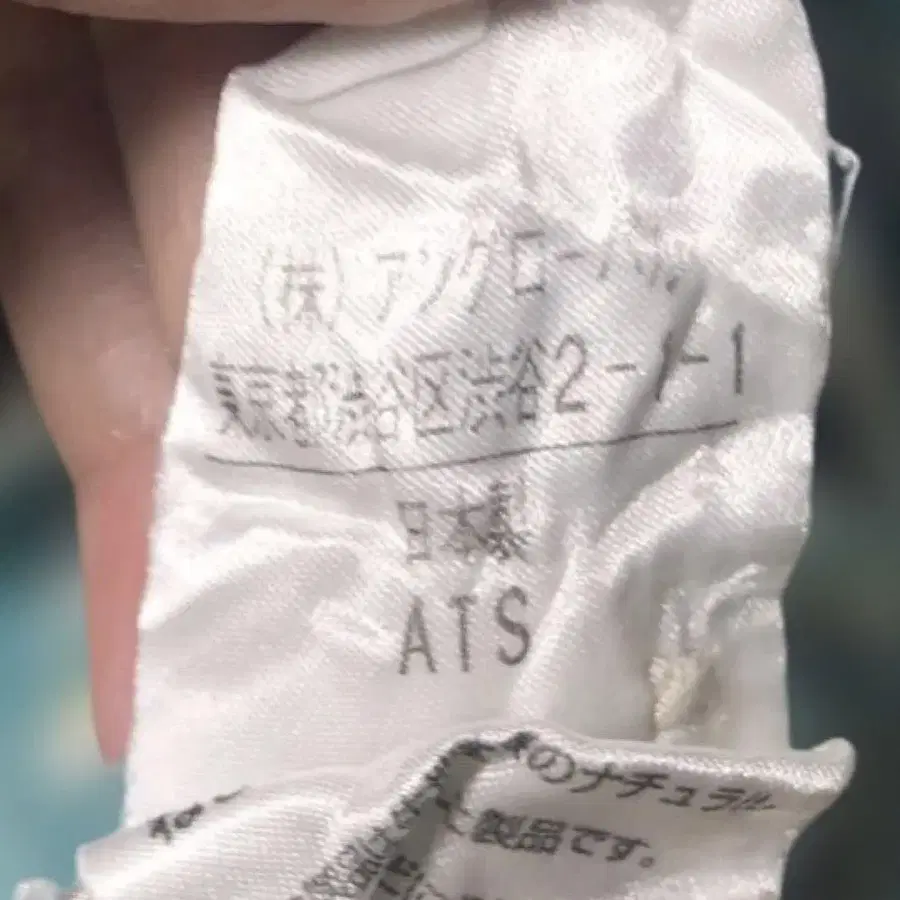 (株)アングローバル
東京都渋谷区渋谷2-1-1
日本製
ATS
のナチュラル
製品です。